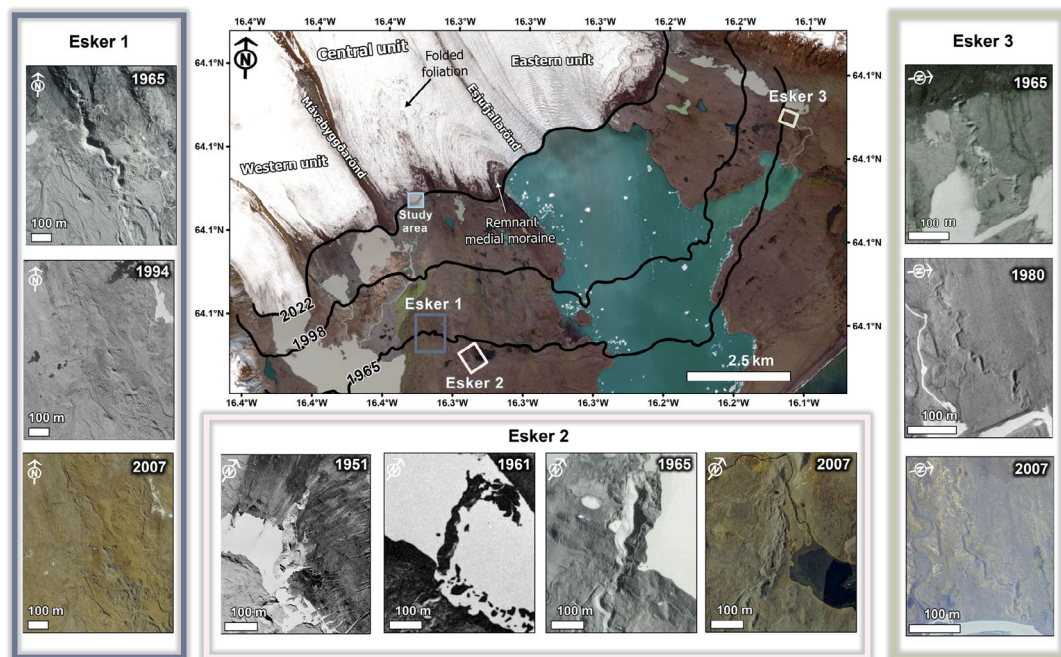 Esker 1
N
1965
100 m
N
1994
100 m
N
2007
100 m
16.4°W 16.4°W 16.4°W 16.3°W 16.3°W 16.3°W 16.2°W 16.2°W 16.1°W
64.1°N
64.1°N
64.1°N
64.1°N
64.1°N
64.1°N
64.1°N
64.1°N
N
Central unit
Folded
foliation
Eastern unit
Esjufjallarönd
Mávabyggðarönd
Western unit
Study
area
Remnant
medial moraine
Esker 3
Esker 1
Esker 2
2022
1998
1965
2.5 km
16.4°W 16.4°W 16.4°W 16.3°W 16.3°W 16.3°W 16.2°W 16.2°W 16.1°W
Esker 2
N
1951
100 m
N
1961
100 m
N
1965
100 m
N
2007
100 m
Esker 3
N
1965
100 m
N
1980
100 m
N
2007
100 m